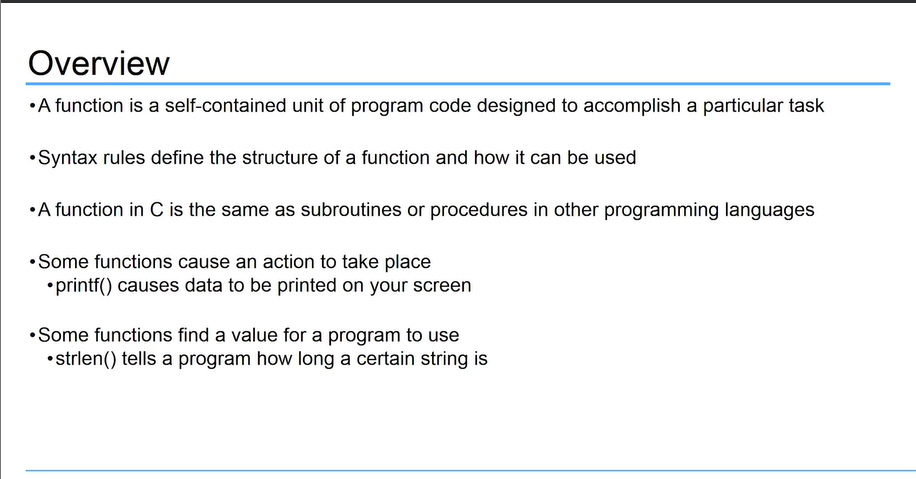 Overview
•A function is a self-contained unit of program code designed to accomplish a particular task
•Syntax rules define the structure of a function and how it can be used
•A function in C is the same as subroutines or procedures in other programming languages
•Some functions cause an action to take place
•printf() causes data to be printed on your screen
•Some functions find a value for a program to use
•strlen() tells a program how long a certain string is